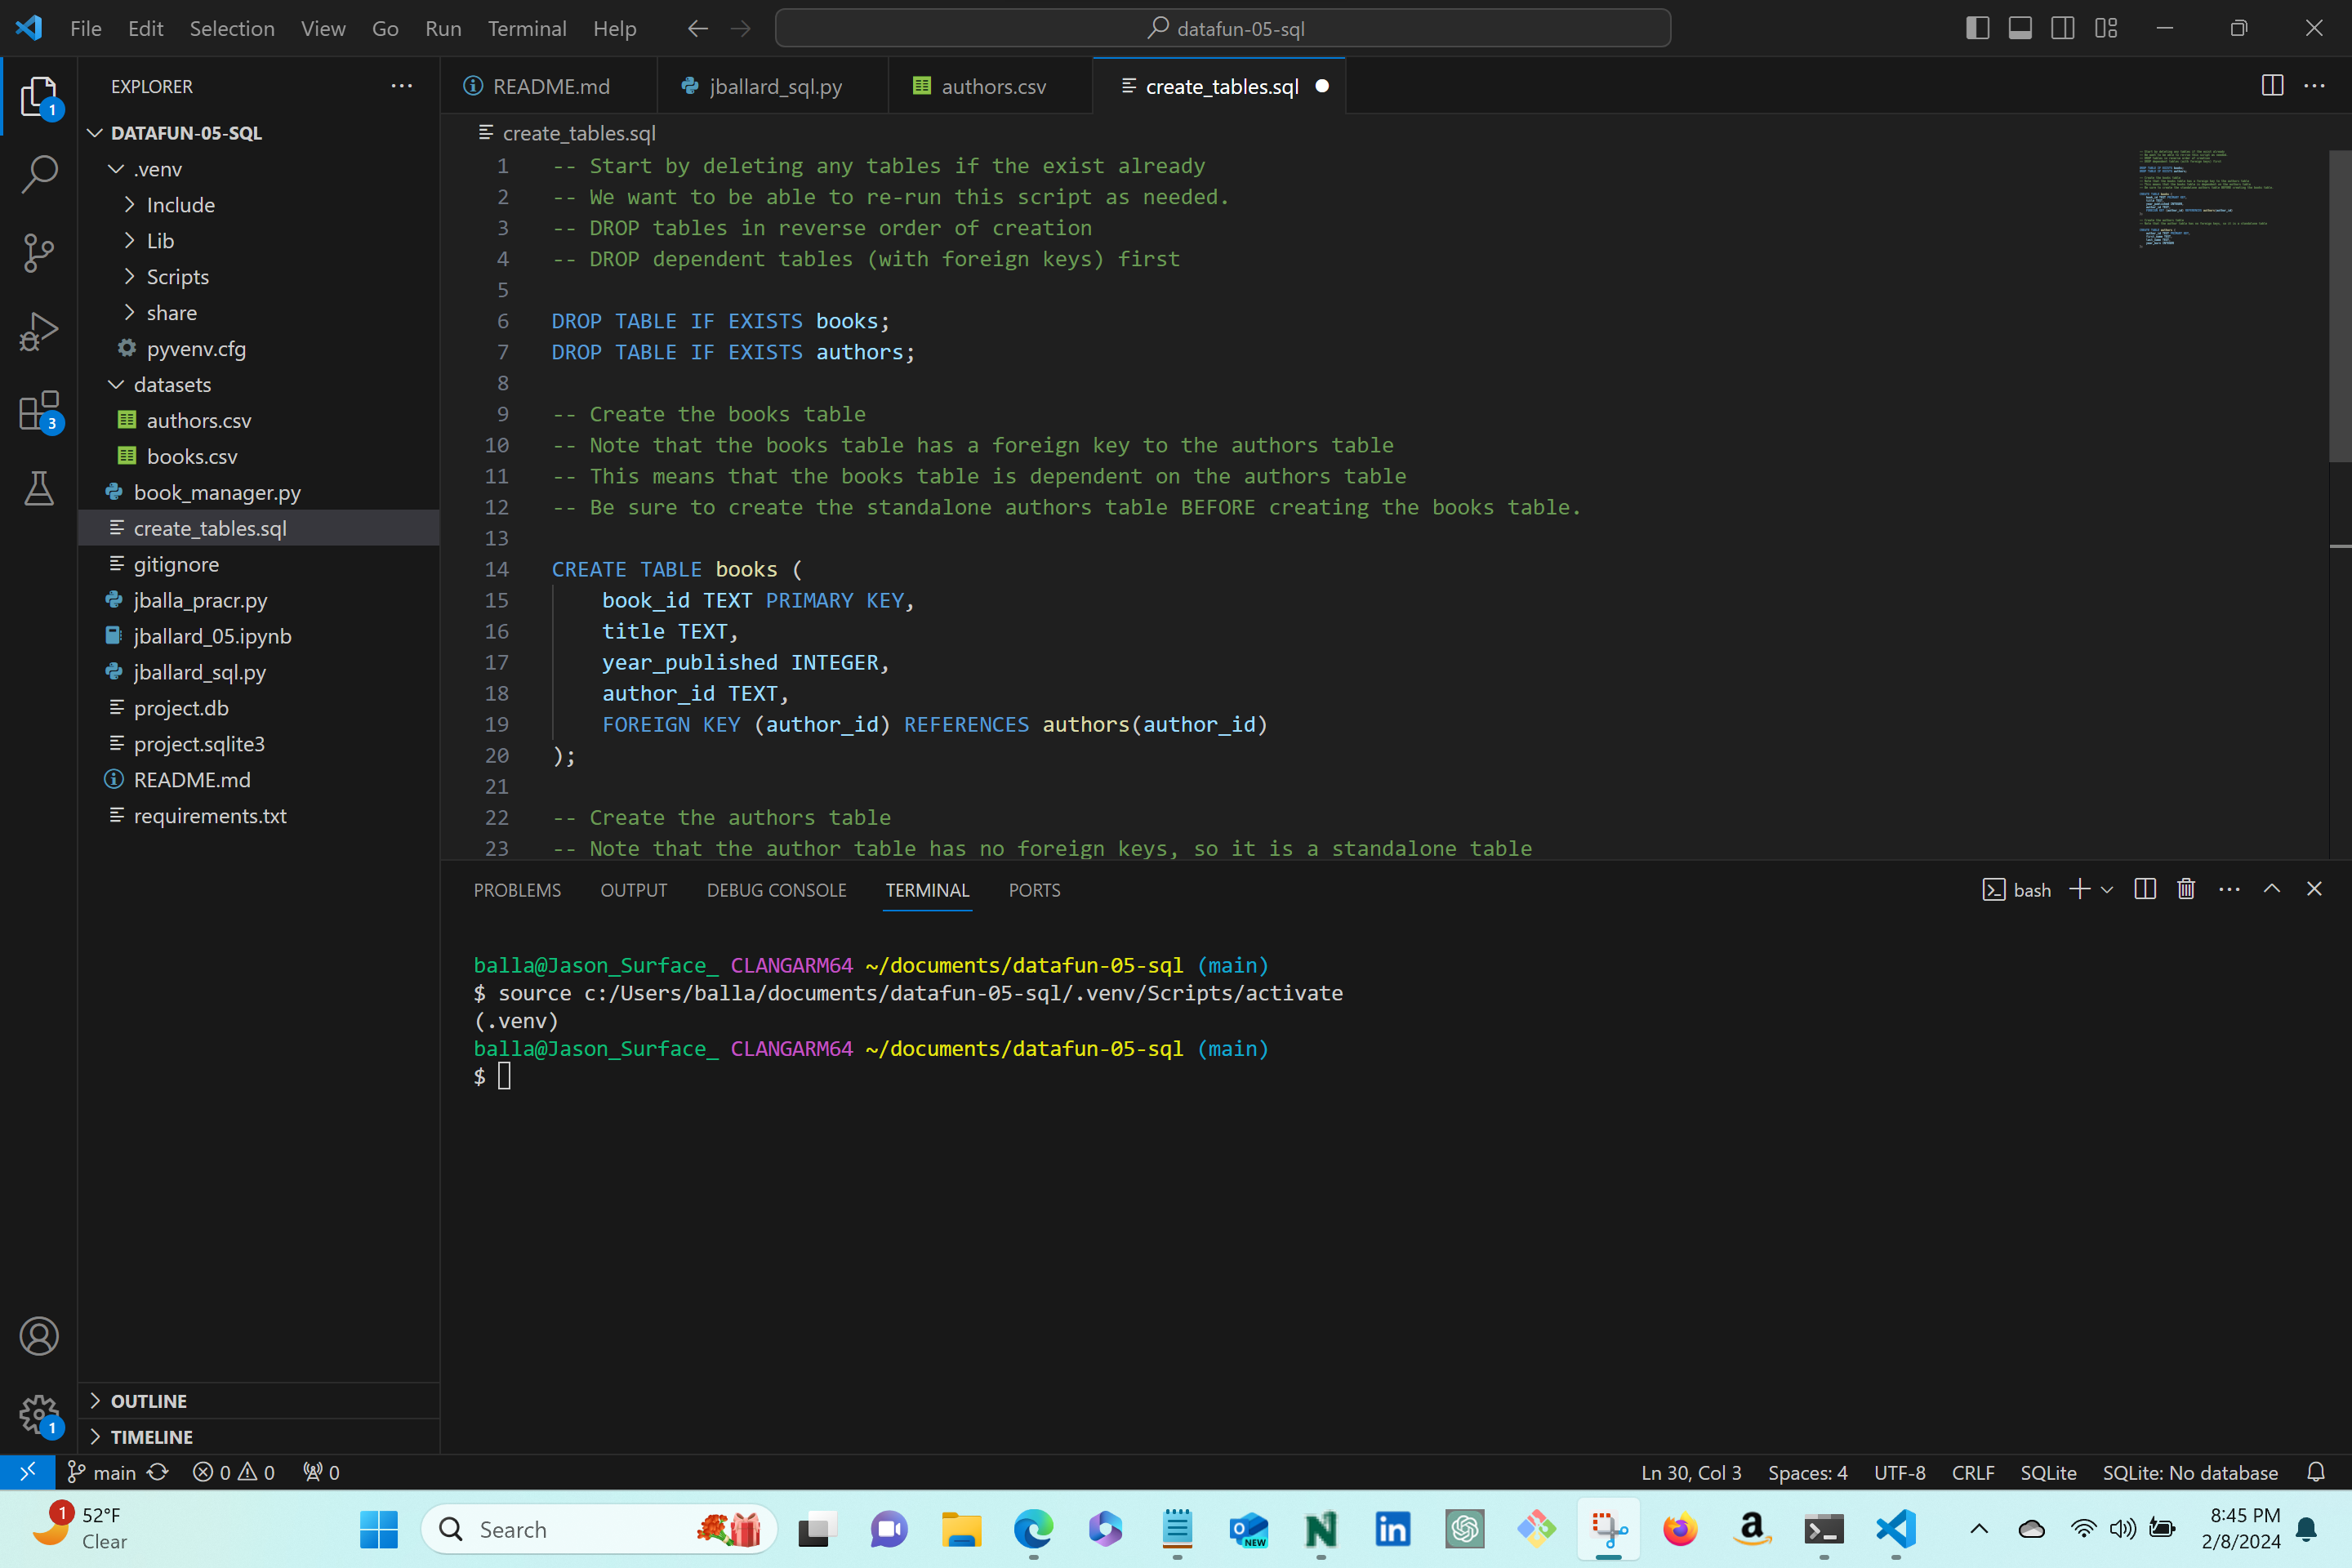 File Edit Selection View Go Run Terminal Help datafun-05-sql
EXPLORER
README.md jballard_sql.py authors.csv create_tables.sql
DATAFUN-05-SQL
.venv
Include
Lib
Scripts
share
pyvenv.cfg
datasets
authors.csv
books.csv
book_manager.py
create_tables.sql
gitignore
jballa_pracr.py
jballard_05.ipynb
jballard_sql.py
project.db
project.sqlite3
README.md
requirements.txt
OUTLINE
TIMELINE
1
3
1
create_tables.sql
1 -- Start by deleting any tables if the exist already
2 -- We want to be able to re-run this script as needed.
3 -- DROP tables in reverse order of creation
4 -- DROP dependent tables (with foreign keys) first
5
6 DROP TABLE IF EXISTS books;
7 DROP TABLE IF EXISTS authors;
8
9 -- Create the books table
10 -- Note that the books table has a foreign key to the authors table
11 -- This means that the books table is dependent on the authors table
12 -- Be sure to create the standalone authors table BEFORE creating the books table.
13
14 CREATE TABLE books (
15 book_id TEXT PRIMARY KEY,
16 title TEXT,
17 year_published INTEGER,
18 author_id TEXT,
19 FOREIGN KEY (author_id) REFERENCES authors(author_id)
20 );
21
22 -- Create the authors table
23 -- Note that the author table has no foreign keys, so it is a standalone table
PROBLEMS OUTPUT DEBUG CONSOLE TERMINAL PORTS bash
balla@Jason_Surface_ CLANGARM64 ~/documents/datafun-05-sql (main)
$ source c:/Users/balla/documents/datafun-05-sql/.venv/Scripts/activate
(.venv)
balla@Jason_Surface_ CLANGARM64 ~/documents/datafun-05-sql (main)
$
main 0 0 0 Ln 30, Col 3 Spaces: 4 UTF-8 CRLF SQLite SQLite: No database
1 52°F
Clear
Search
NEW
N
in
a
8:45 PM
2/8/2024